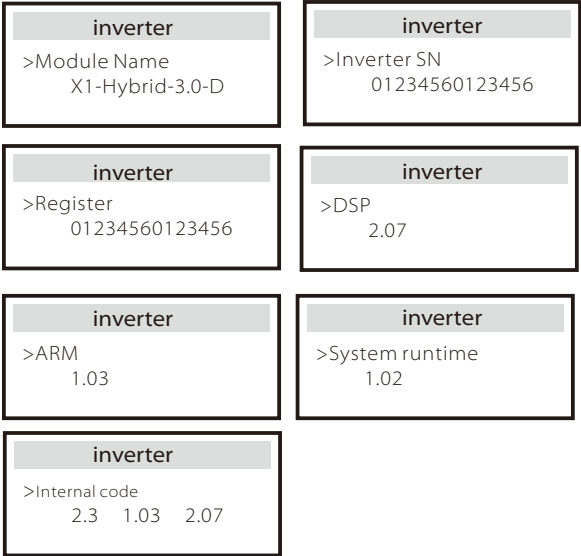 inverter
>Module Name
X1-Hybrid-3.0-D
inverter
>Inverter SN
01234560123456
inverter
>Register
01234560123456
inverter
>DSP
2.07
inverter
>ARM
1.03
inverter
>System runtime
1.02
inverter
>Internal code
2.3 1.03 2.07